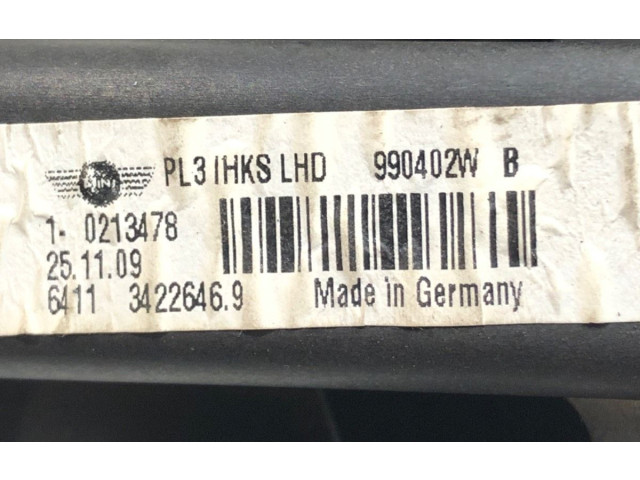 MINI PL3 IHKS LHD 990402W B
1- 0213478
25.11.09
6411 3422646.9 Made in Germany